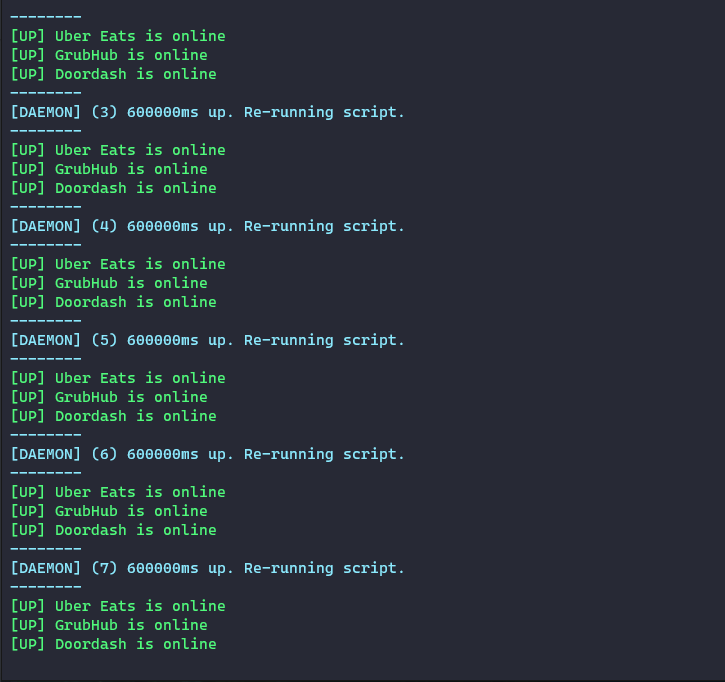 --------
[UP] Uber Eats is online
[UP] GrubHub is online
[UP] Doordash is online
--------
[DAEMON] (3) 600000ms up. Re-running script.
--------
[UP] Uber Eats is online
[UP] GrubHub is online
[UP] Doordash is online
--------
[DAEMON] (4) 600000ms up. Re-running script.
--------
[UP] Uber Eats is online
[UP] GrubHub is online
[UP] Doordash is online
--------
[DAEMON] (5) 600000ms up. Re-running script.
--------
[UP] Uber Eats is online
[UP] GrubHub is online
[UP] Doordash is online
--------
[DAEMON] (6) 600000ms up. Re-running script.
--------
[UP] Uber Eats is online
[UP] GrubHub is online
[UP] Doordash is online
--------
[DAEMON] (7) 600000ms up. Re-running script.
--------
[UP] Uber Eats is online
[UP] GrubHub is online
[UP] Doordash is online